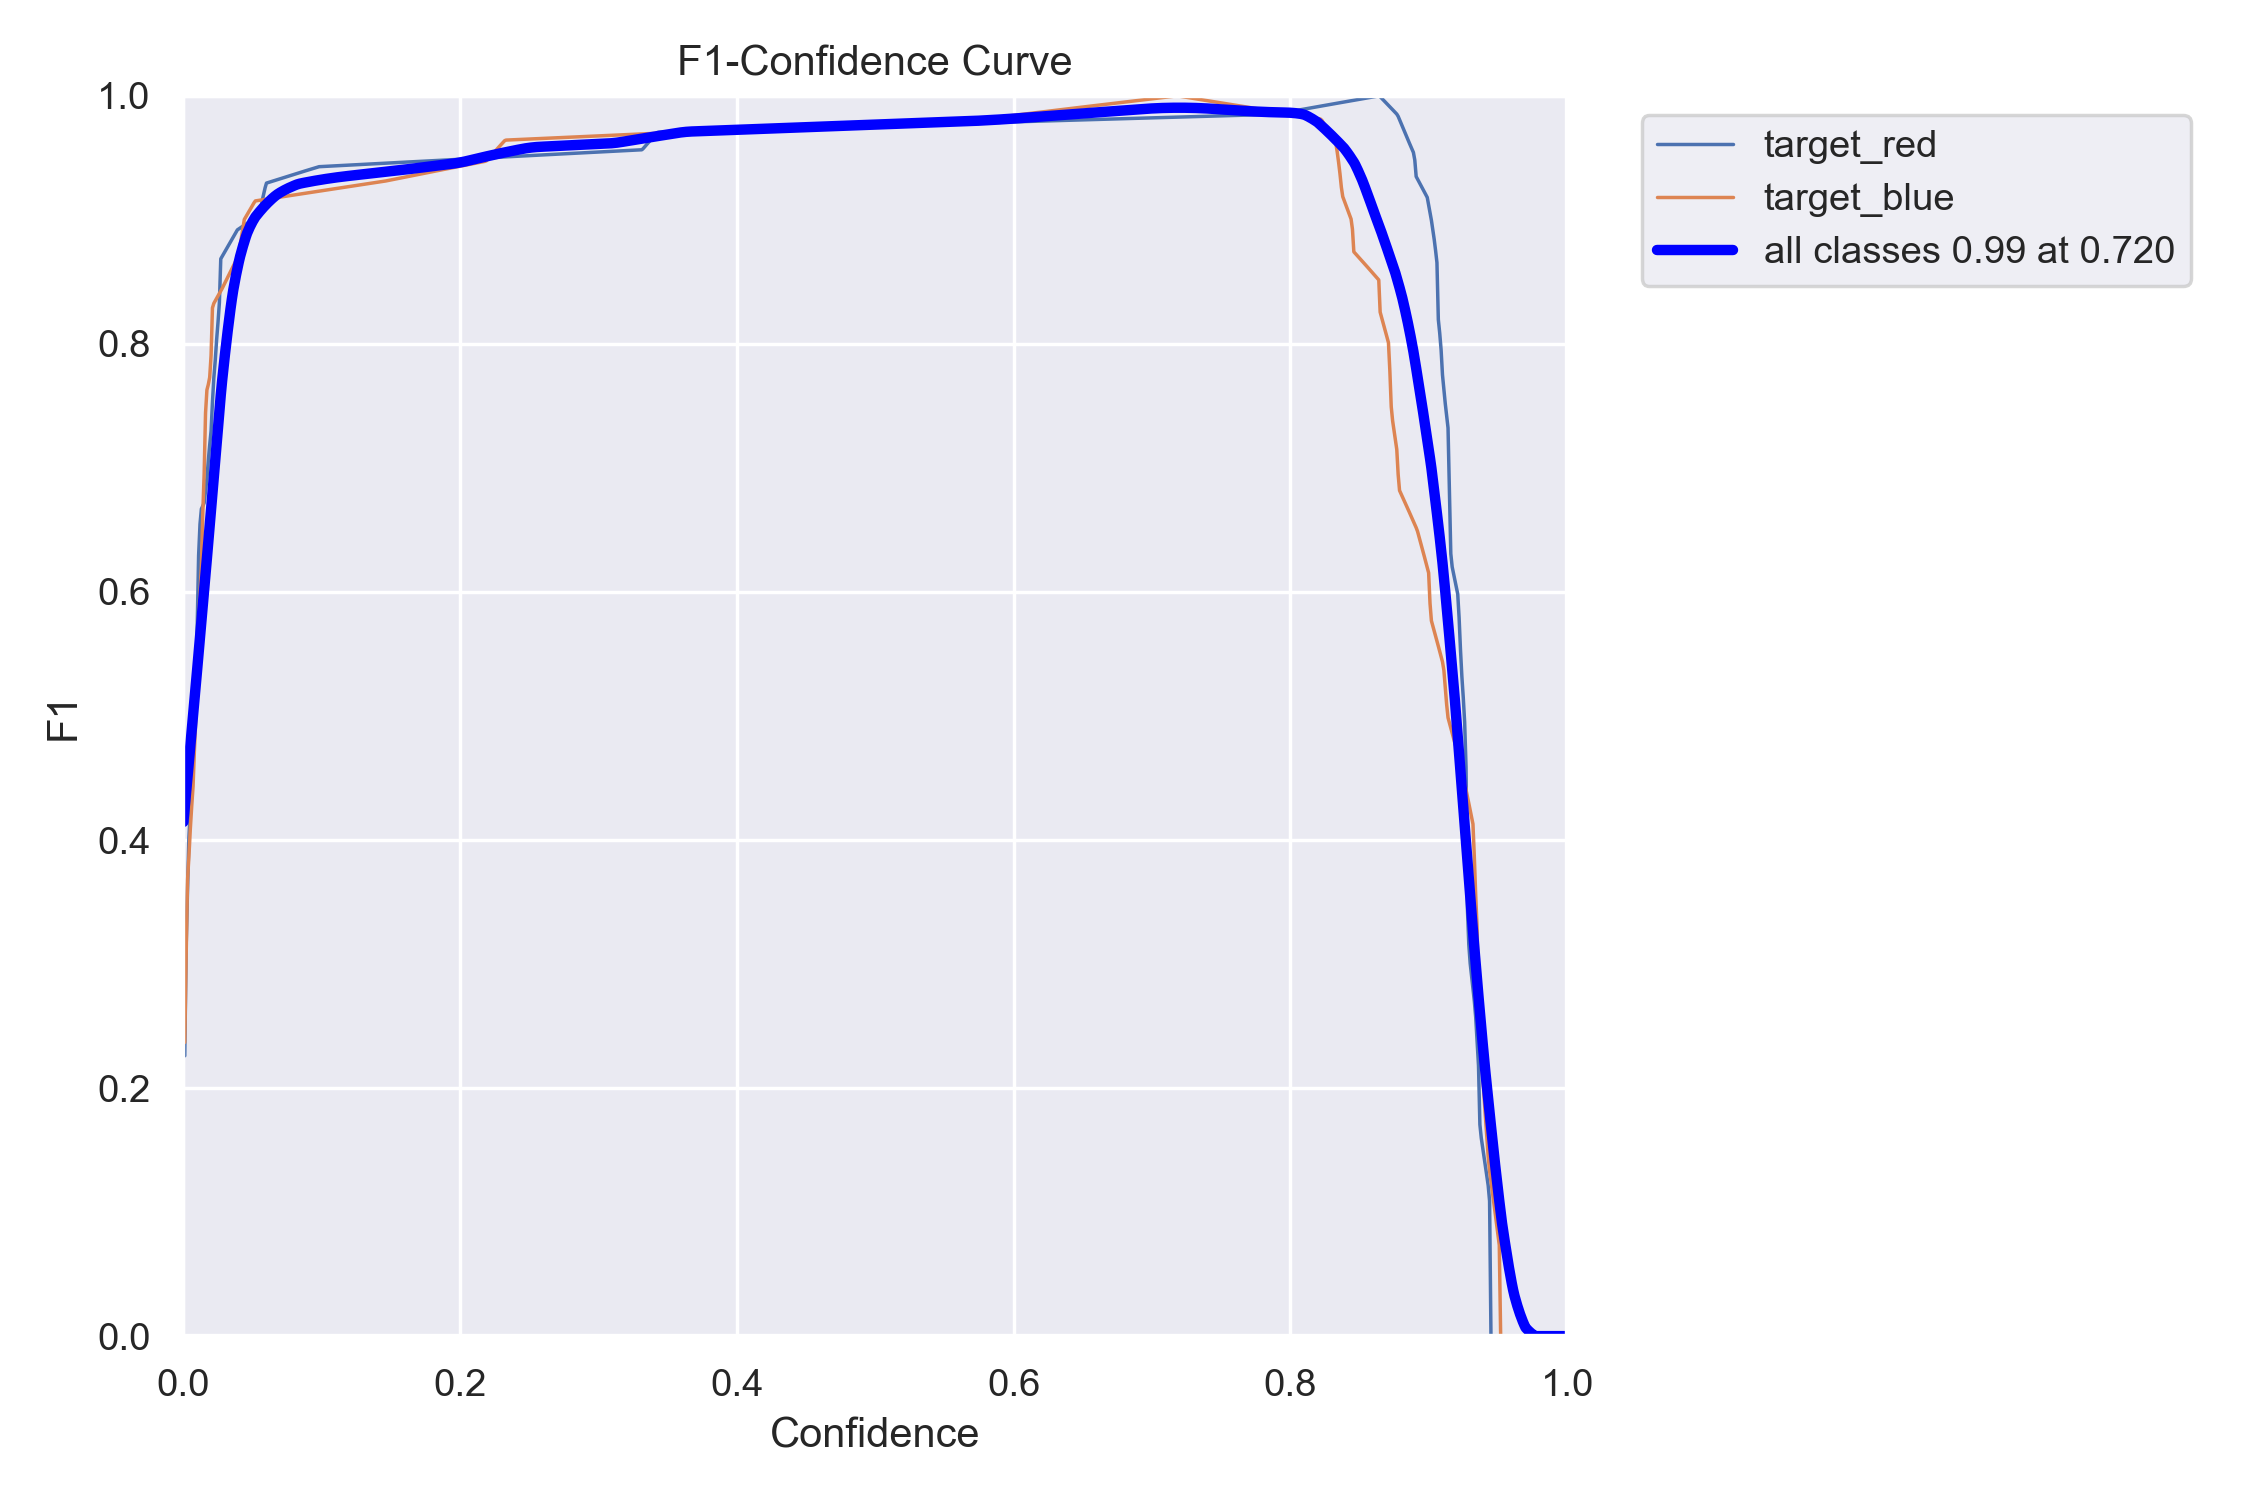 F1-Confidence Curve
1.0
0.8
0.6
0.4
0.2
0.0
F1
0.0 0.2 0.4 0.6 0.8 1.0
Confidence
target_red
target_blue
all classes 0.99 at 0.720